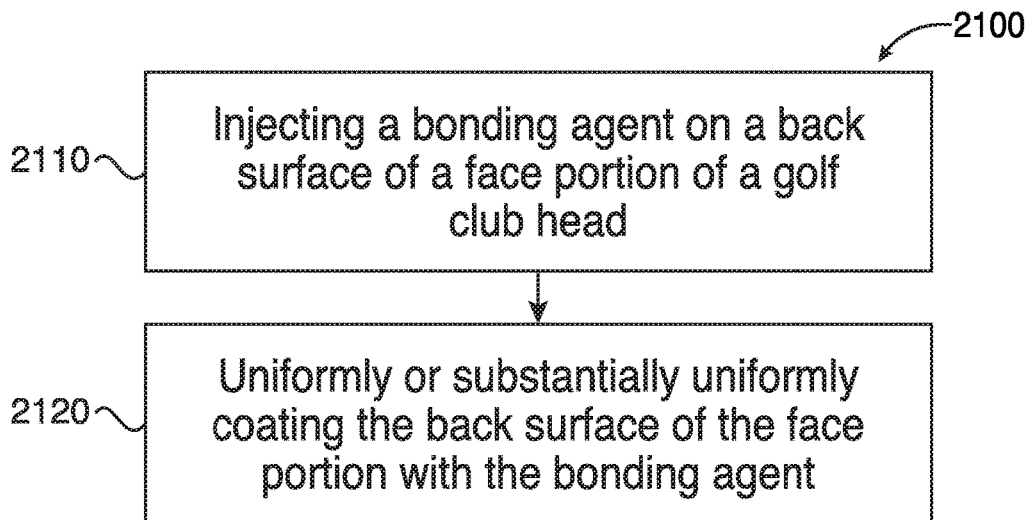 2100
2110
Injecting a bonding agent on a back
surface of a face portion of a golf
club head
2120
Uniformly or substantially uniformly
coating the back surface of the face
portion with the bonding agent